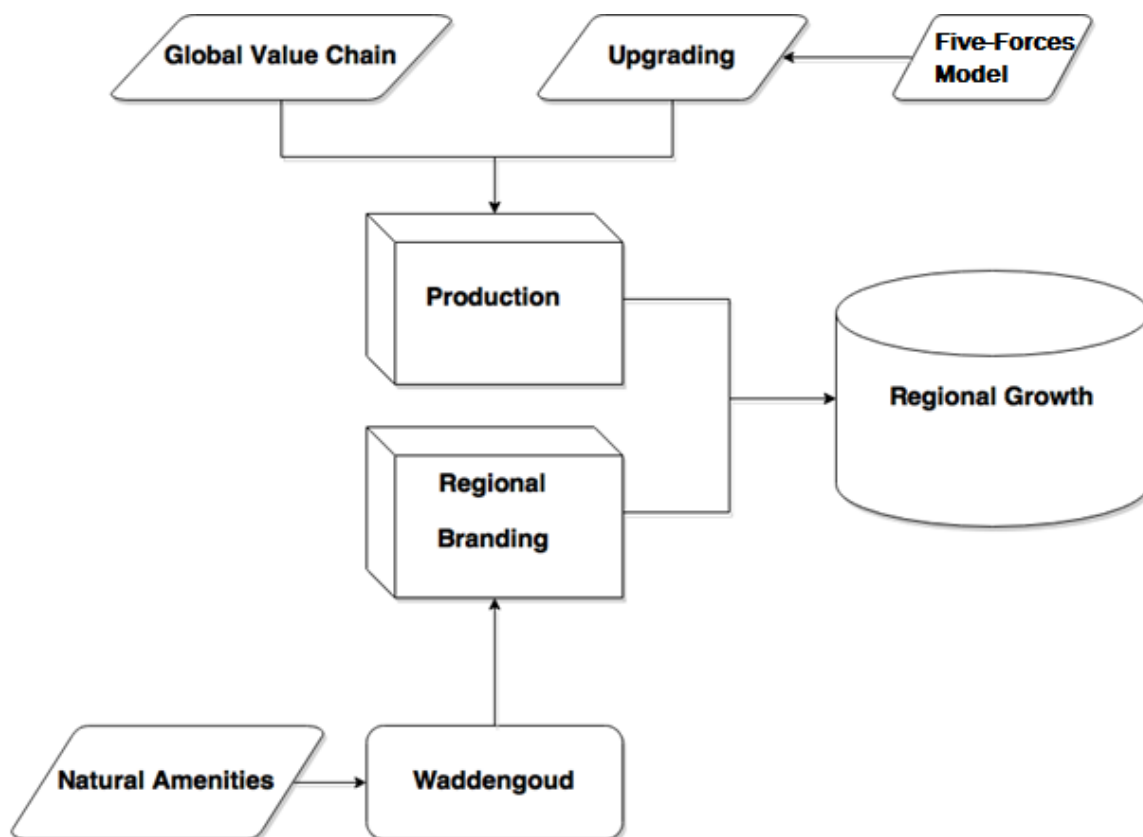 Global Value Chain
Upgrading
Five-Forces
Model
Production
Regional Growth
Regional
Branding
Natural Amenities
Waddengoud